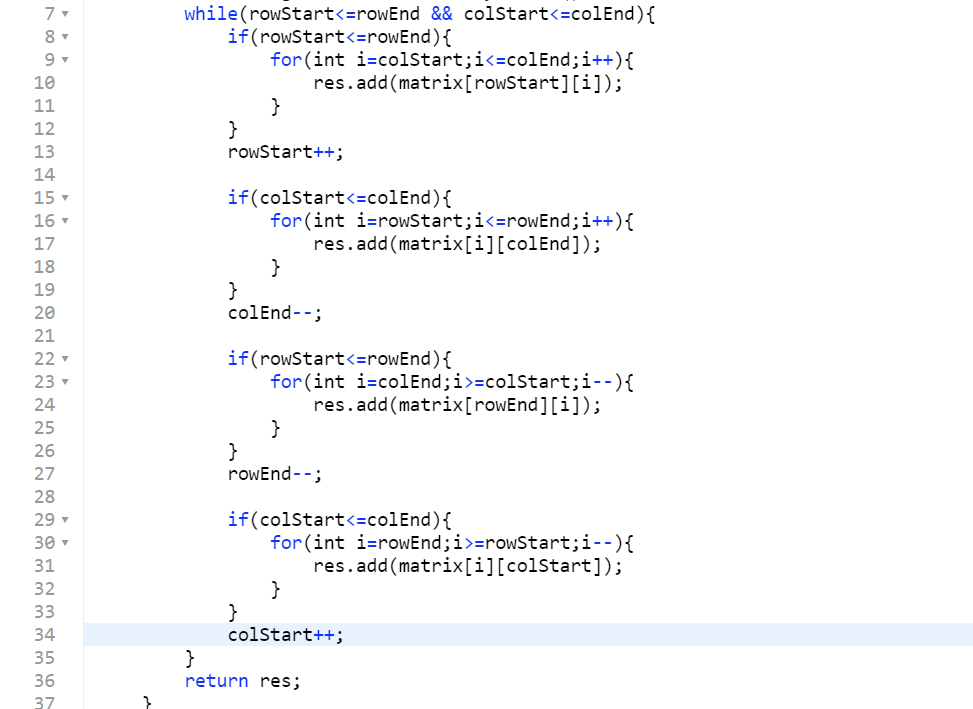 7 while(rowStart<=rowEnd && colStart<=colEnd){
8 if(rowStart<=rowEnd){
9 for(int i=colStart;i<=colEnd;i++){
10 res.add(matrix[rowStart][i]);
11 }
12 }
13 rowStart++;
14
15 if(colStart<=colEnd){
16 for(int i=rowStart;i<=rowEnd;i++){
17 res.add(matrix[i][colEnd]);
18 }
19 }
20 colEnd--;
21
22 if(rowStart<=rowEnd){
23 for(int i=colEnd;i>=colStart;i--){
24 res.add(matrix[rowEnd][i]);
25 }
26 }
27 rowEnd--;
28
29 if(colStart<=colEnd){
30 for(int i=rowEnd;i>=rowStart;i--){
31 res.add(matrix[i][colStart]);
32 }
33 }
34 colStart++;
35 }
36 return res;
37 }